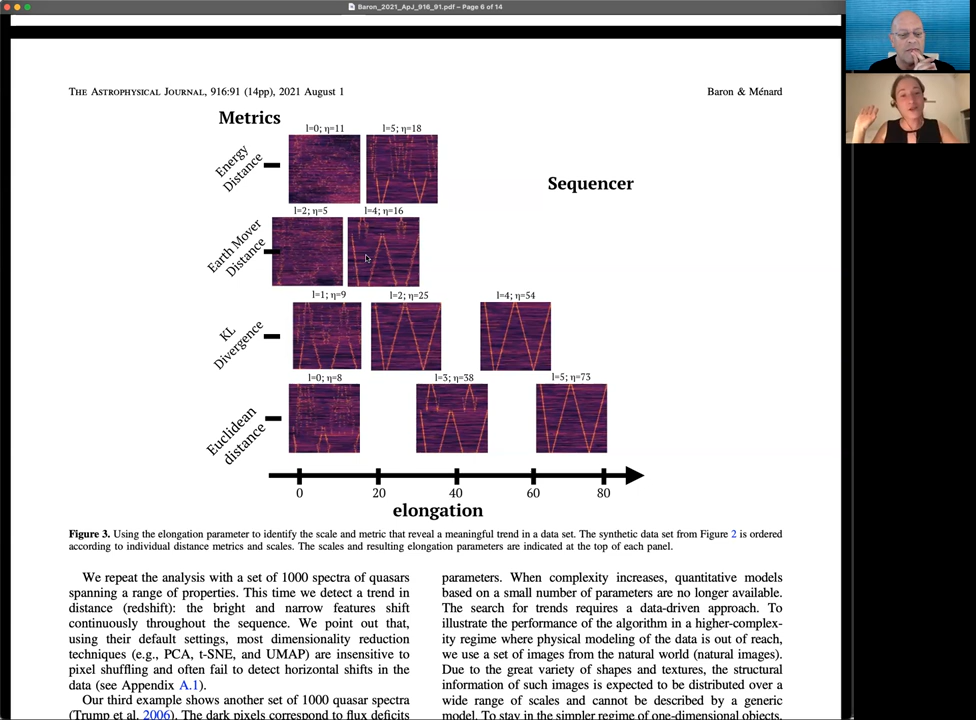 Baron_2021_ApJ_916_91.pdf – Page 6 of 14
THE ASTROPHYSICAL JOURNAL, 916:91 (14pp), 2021 August 1
Baron & Ménard
Metrics
l=0; η=11
l=5; η=18
Energy
Distance
Sequencer
l=2; η=5
l=4; η=16
Earth Mover
Distance
l=1; η=9
l=2; η=25
l=4; η=54
KL
Divergence
l=0; η=8
l=3; η=38
l=5; η=73
Euclidean
distance
0
20
40
60
80
elongation
Figure 3. Using the elongation parameter to identify the scale and metric that reveal a meaningful trend in a data set. The synthetic data set from Figure 2 is ordered
according to individual distance metrics and scales. The scales and resulting elongation parameters are indicated at the top of each panel.
We repeat the analysis with a set of 1000 spectra of quasars
spanning a range of properties. This time we detect a trend in
distance (redshift): the bright and narrow features shift
continuously throughout the sequence. We point out that,
using their default settings, most dimensionality reduction
techniques (e.g., PCA, t-SNE, and UMAP) are insensitive to
pixel shuffling and often fail to detect horizontal shifts in the
data (see Appendix A.1).
Our third example shows another set of 1000 quasar spectra
(Trump et al. 2006). The dark pixels correspond to flux deficits
parameters. When complexity increases, quantitative models
based on a small number of parameters are no longer available.
The search for trends requires a data-driven approach. To
illustrate the performance of the algorithm in a higher-complex-
ity regime where physical modeling of the data is out of reach,
we use a set of images from the natural world (natural images).
Due to the great variety of shapes and textures, the structural
information of such images is expected to be distributed over a
wide range of scales and cannot be described by a generic
model. To stay in the simpler regime of one-dimensional objects,